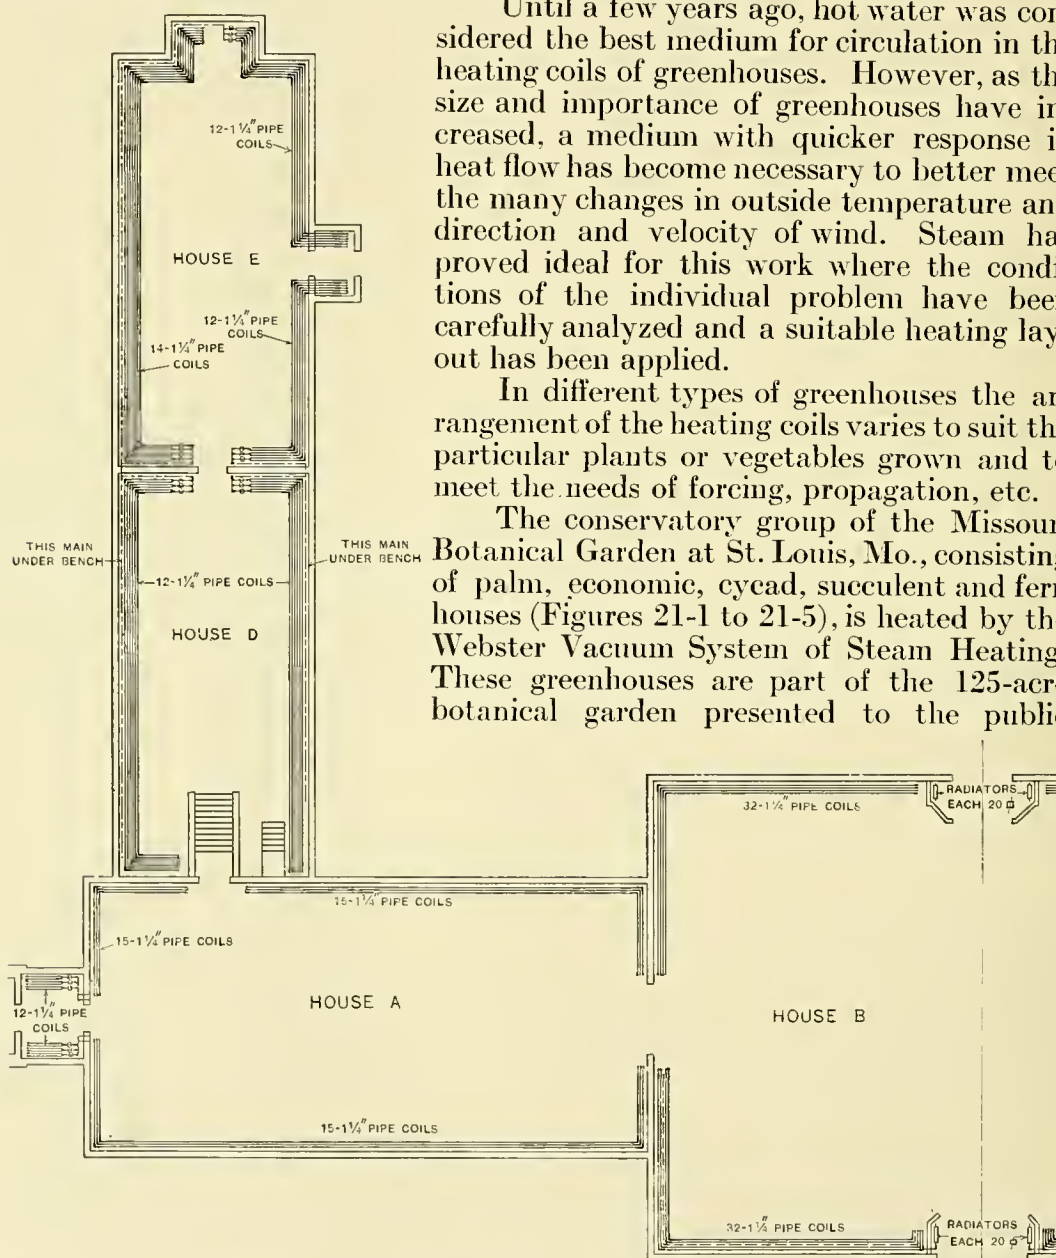 Until a few years ago, hot water was con
sidered the best medium for circulation in th
heating coils of greenhouses. However, as th
size and importance of greenhouses have in
creased, a medium with quicker response i
heat flow has become necessary to better mee
the many changes in outside temperature an
direction and velocity of wind. Steam ha
proved ideal for this work where the condi
tions of the individual problem have bee
carefully analyzed and a suitable heating lay
out has been applied.
In different types of greenhouses the ar
rangement of the heating coils varies to suit th
particular plants or vegetables grown and t
meet the needs of forcing, propagation, etc.
The conservatory group of the Missour
Botanical Garden at St. Louis, Mo., consistin
of palm, economic, cycad, succulent and fern
houses (Figures 21-1 to 21-5), is heated by th
Webster Vacuum System of Steam Heating
These greenhouses are part of the 125-acr
botanical garden presented to the public
12-1¼" PIPE
COILS
HOUSE E
12-1¼" PIPE
COILS
14-1¼" PIPE
COILS
THIS MAIN
UNDER BENCH
THIS MAIN
UNDER BENCH
12-1¼" PIPE COILS
HOUSE D
15-1¼" PIPE COILS
15-1¼" PIPE COILS
12-1¼" PIPE
COILS
HOUSE A
15-1¼" PIPE COILS
32-1¼" PIPE COILS
RADIATORS
EACH 20
HOUSE B
32-1¼" PIPE COILS
RADIATORS
EACH 20